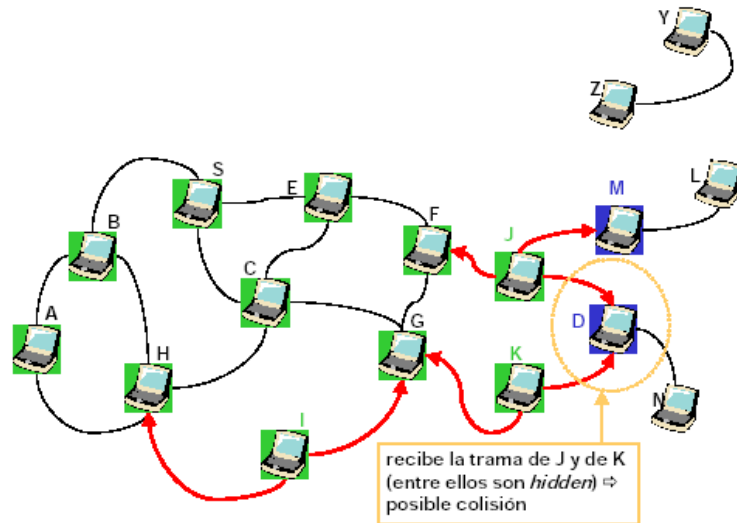 Y
Z
L
S
E
M
B
F
J
C
D
A
H
G
K
N
I
recibe la trama de J y de K
(entre ellos son hidden) ⇨
posible colisión